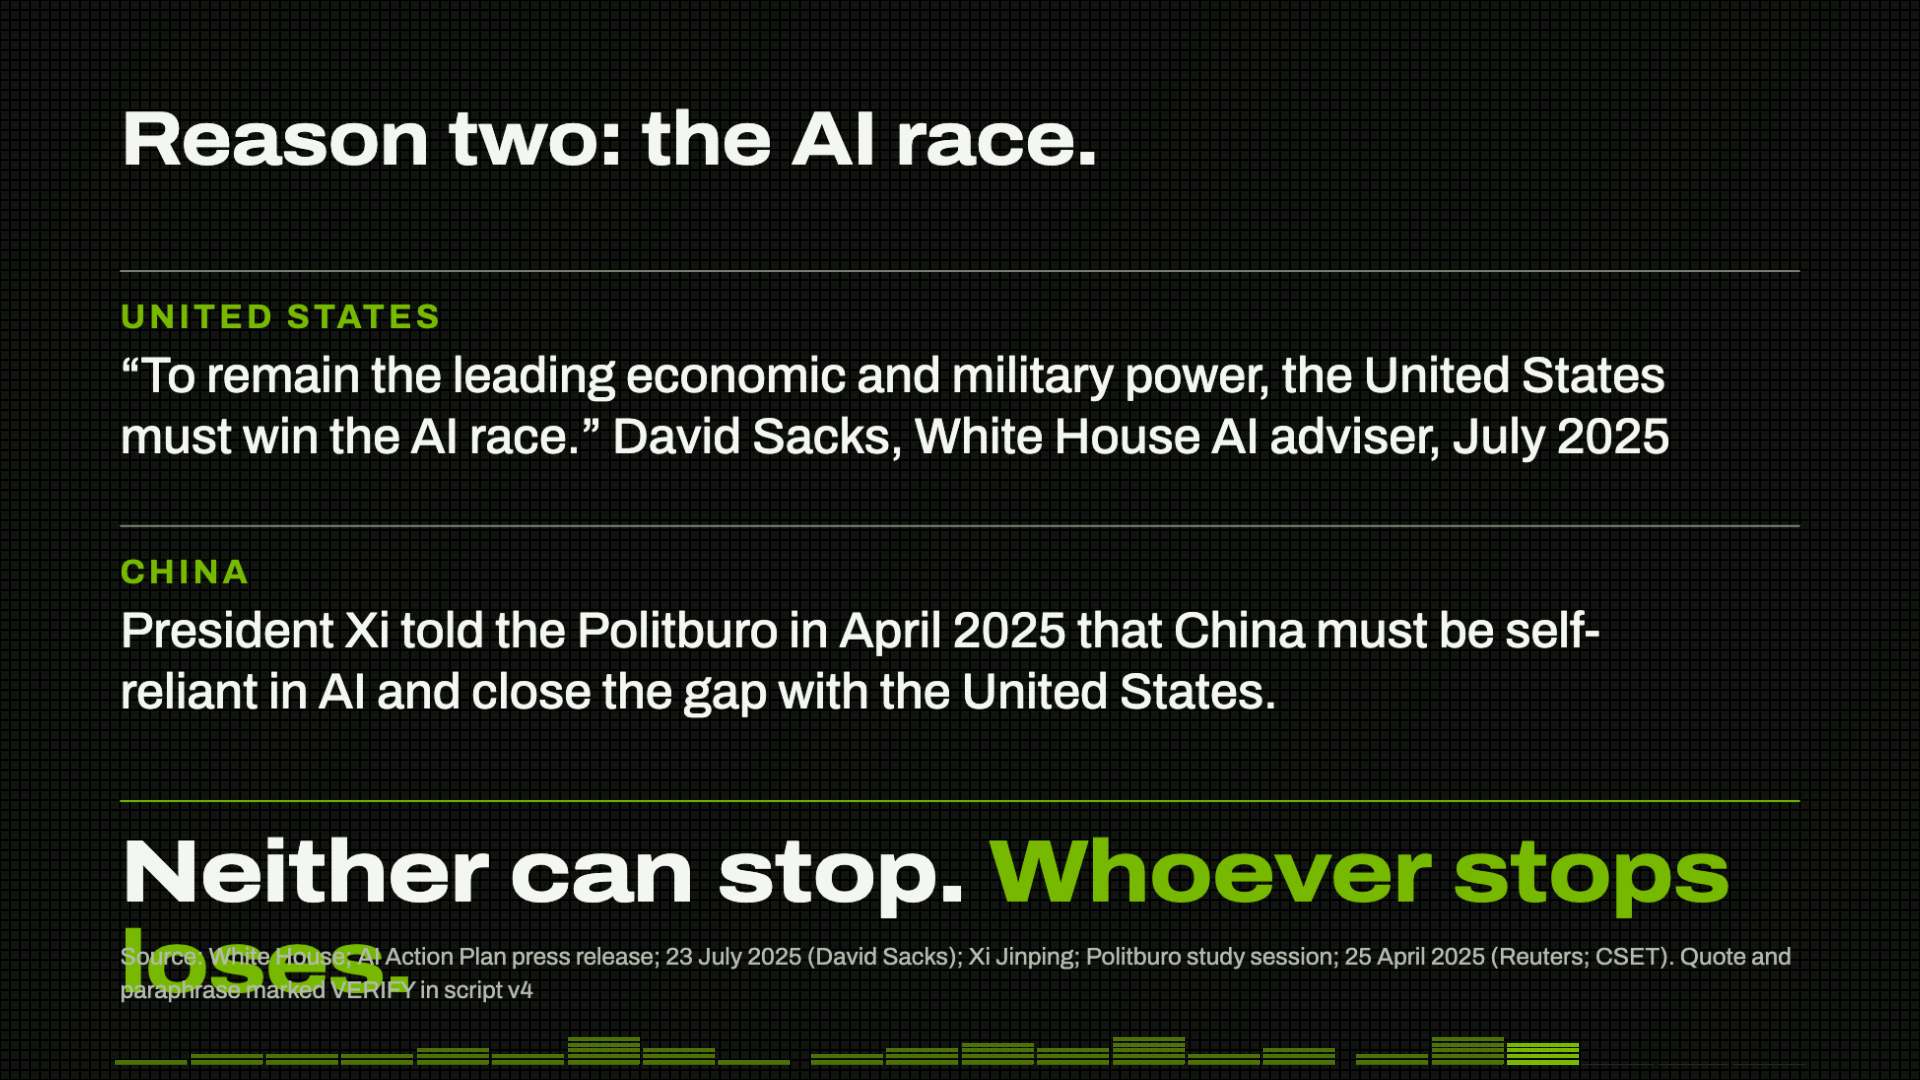 Reason two: the AI race.
UNITED STATES
“To remain the leading economic and military power, the United States
must win the AI race.” David Sacks, White House AI adviser, July 2025
CHINA
President Xi told the Politburo in April 2025 that China must be self-
reliant in AI and close the gap with the United States.
Neither can stop. Whoever stops
loses.
Source: White House; AI Action Plan press release; 23 July 2025 (David Sacks); Xi Jinping; Politburo study session; 25 April 2025 (Reuters; CSET). Quote and
paraphrase marked VERIFY in script v4